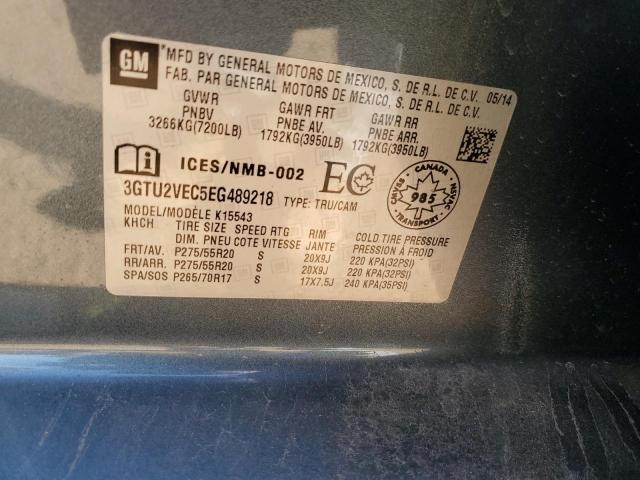 GM
*MFD BY GENERAL MOTORS DE MEXICO, S. DE R.L. DE C.V. 05/14
FAB. PAR GENERAL MOTORS DE MEXICO, S. DE R.L. DE C.V.
GVWR GAWR FRT GAWR RR
PNBV PNBE AV. PNBE ARR.
3266KG(7200LB) 1792KG(3950LB) 1792KG(3950LB)
ICES/NMB-002 EC
CANADA
NSVAC
985
TRANSPORT
CMVSS
3GTU2VEC5EG489218 TYPE: TRU/CAM
MODEL/MODÈLE K15543
KHCH TIRE SIZE SPEED RTG RIM COLD TIRE PRESSURE
DIM. PNEU COTE VITESSE JANTE PRESSION À FROID
FRT/AV. P275/55R20 S 20X9J 220 KPA(32PSI)
RR/ARR. P275/55R20 S 20X9J 220 KPA(32PSI)
SPA/SOS P265/70R17 S 17X7.5J 240 KPA(35PSI)